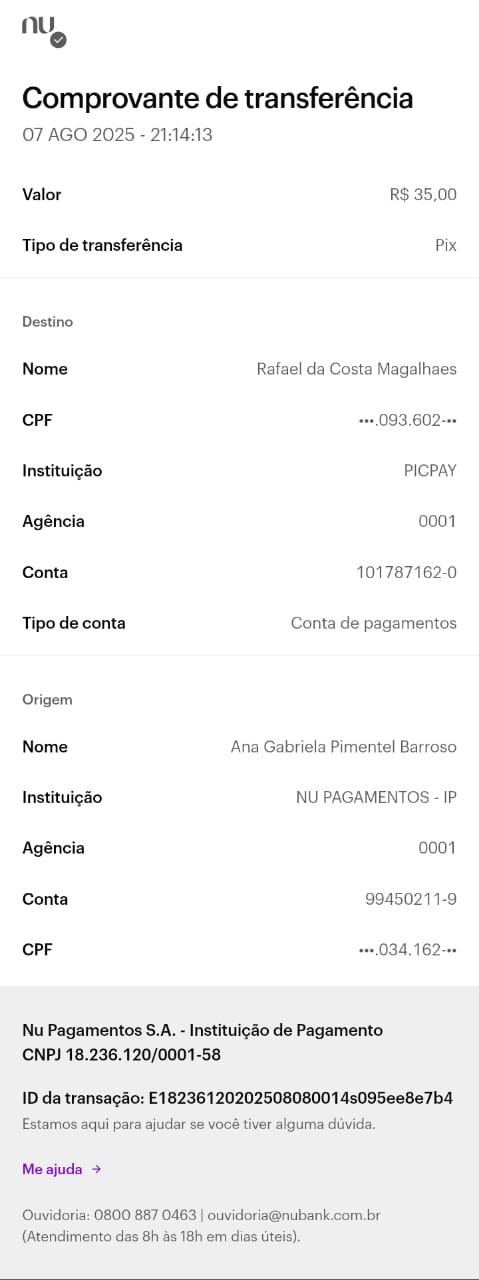 nu
Comprovante de transferência
07 AGO 2025 - 21:14:13
Valor R$ 35,00
Tipo de transferência Pix
Destino
Nome Rafael da Costa Magalhaes
CPF •••.093.602-••
Instituição PICPAY
Agência 0001
Conta 101787162-0
Tipo de conta Conta de pagamentos
Origem
Nome Ana Gabriela Pimentel Barroso
Instituição NU PAGAMENTOS - IP
Agência 0001
Conta 99450211-9
CPF •••.034.162-••
Nu Pagamentos S.A. - Instituição de Pagamento
CNPJ 18.236.120/0001-58
ID da transação: E18236120202508080014s095ee8e7b4
Estamos aqui para ajudar se você tiver alguma dúvida.
Me ajuda →
Ouvidoria: 0800 887 0463 | ouvidoria@nubank.com.br
(Atendimento das 8h às 18h em dias úteis).